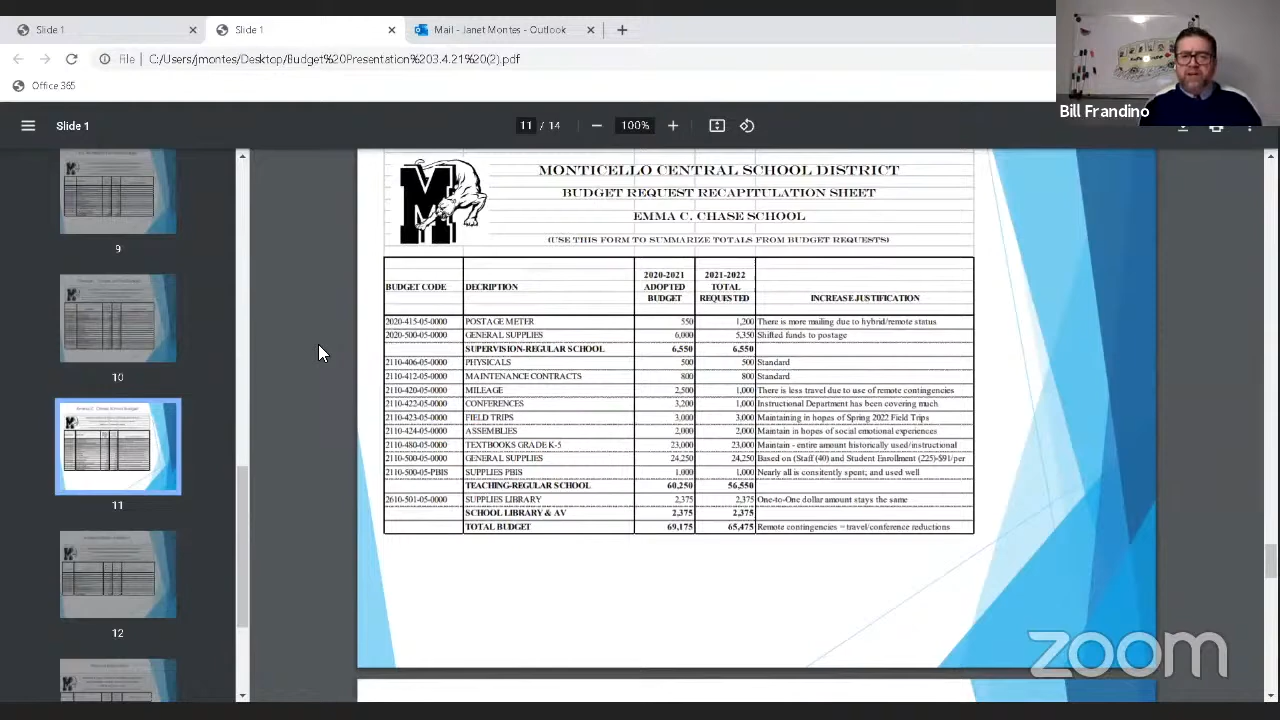 Slide 1
Slide 1
Mail - Janet Montes - Outlook
File
C:/Users/jmontes/Desktop/Budget%20Presentation%203.4.21%20(2).pdf
Office 365
Bill Frandino
Slide 1
11 / 14
100%
9
10
11
12
M
MONTICELLO CENTRAL SCHOOL DISTRICT
BUDGET REQUEST RECAPITULATION SHEET
EMMA C. CHASE SCHOOL
(USE THIS FORM TO SUMMARIZE TOTALS FROM BUDGET REQUESTS)
BUDGET CODE DECRIPTION 2020-2021 ADOPTED BUDGET 2021-2022 TOTAL REQUESTED INCREASE JUSTIFICATION
2020-415-05-0000 POSTAGE METER 550 1,200 There is more mailing due to hybrid/remote status
2020-500-05-0000 GENERAL SUPPLIES 6,000 5,350 Shifted funds to postage
SUPERVISION-REGULAR SCHOOL 6,550 6,550
2110-406-05-0000 PHYSICALS 500 500 Standard
2110-412-05-0000 MAINTENANCE CONTRACTS 800 800 Standard
2110-420-05-0000 MILEAGE 2,500 1,000 There is less travel due to use of remote contingencies
2110-422-05-0000 CONFERENCES 3,200 1,000 Instructional Department has been covering much
2110-423-05-0000 FIELD TRIPS 3,000 3,000 Maintaining in hopes of Spring 2022 Field Trips
2110-424-05-0000 ASSEMBLIES 2,000 2,000 Maintain in hopes of social emotional experiences
2110-480-05-0000 TEXTBOOKS GRADE K-5 23,000 23,000 Maintain - entire amount historically used/instructional
2110-500-05-0000 GENERAL SUPPLIES 24,250 24,250 Based on (Staff (40) and Student Enrollment (225)-$91/per
2110-500-05-PBIS SUPPLIES PBIS 1,000 1,000 Nearly all is consitently spent; and used well
TEACHING-REGULAR SCHOOL 60,250 56,550
2610-501-05-0000 SUPPLIES LIBRARY 2,375 2,375 One-to-One dollar amount stays the same
SCHOOL LIBRARY & AV 2,375 2,375
TOTAL BUDGET 69,175 65,475 Remote contingencies = travel/conference reductions
zoom